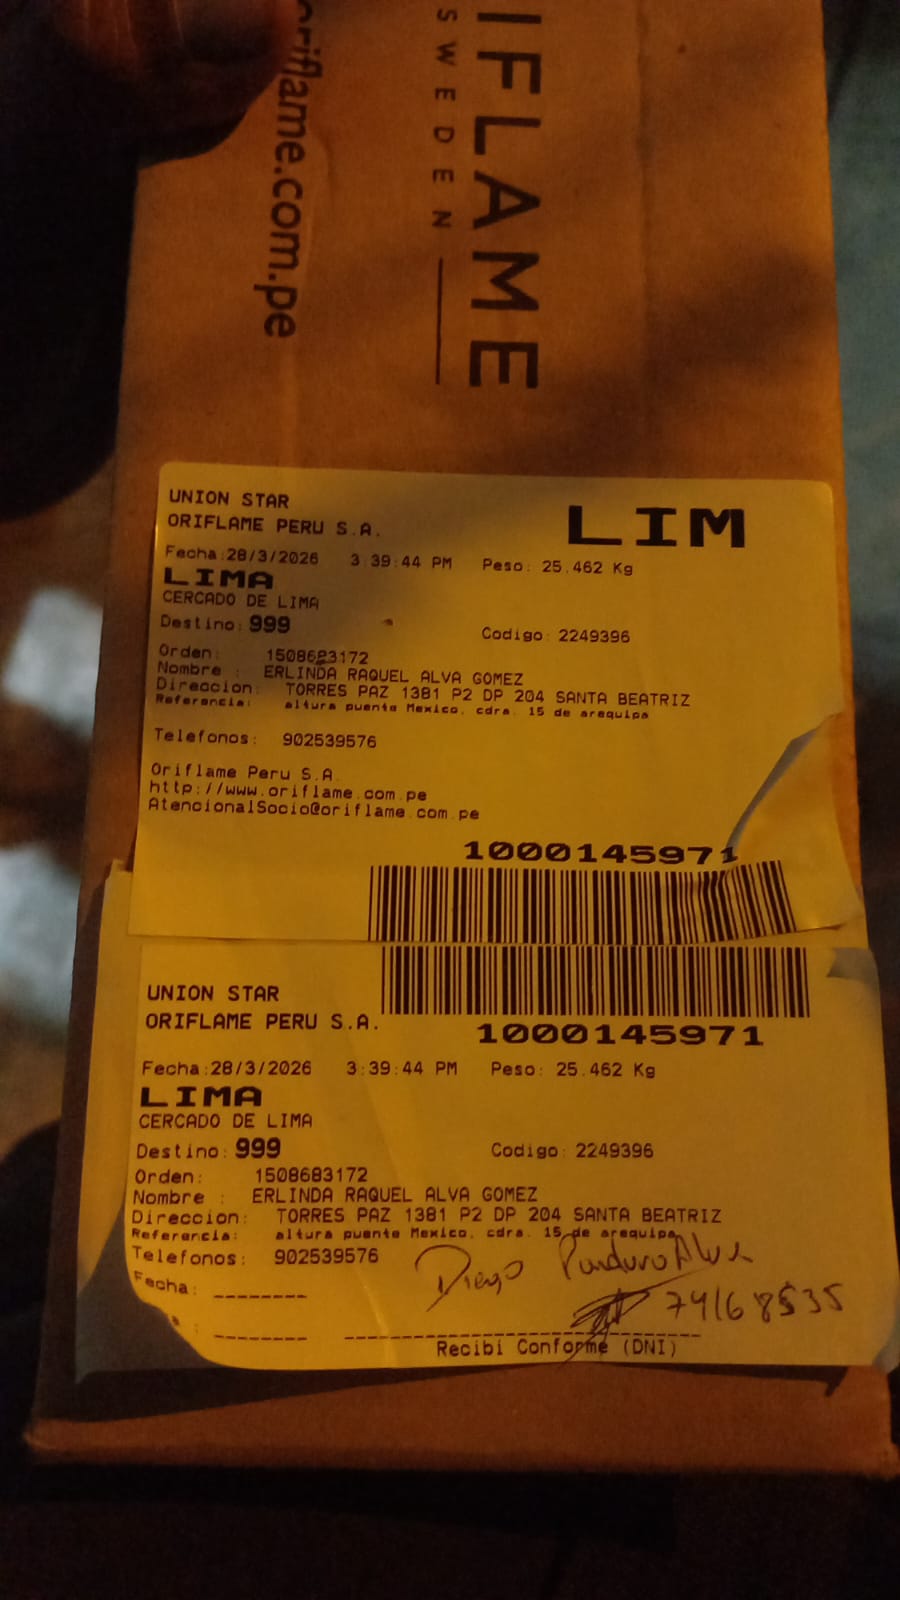 oriflame.com.pe
IFLAME
SWEDEN
UNION STAR
ORIFLAME PERU S.A.
LIM
Fecha:28/3/2026 3:39:44 PM Peso: 25.462 Kg
LIMA
CERCADO DE LIMA
Destino: 999
Codigo: 2249396
Orden: 1508683172
Nombre : ERLINDA RAQUEL ALVA GOMEZ
Direccion: TORRES PAZ 1381 P2 DP 204 SANTA BEATRIZ
Referencia: altura puente Mexico, cdra. 15 de arequipa
Telefonos: 902539576
Oriflame Peru S.A.
http://www.oriflame.com.pe
AtencionalSocio@oriflame.com.pe
1000145971
UNION STAR
ORIFLAME PERU S.A.
1000145971
Fecha:28/3/2026 3:39:44 PM Peso: 25.462 Kg
LIMA
CERCADO DE LIMA
Destino: 999 Codigo: 2249396
Orden: 1508683172
Nombre : ERLINDA RAQUEL ALVA GOMEZ
Direccion: TORRES PAZ 1381 P2 DP 204 SANTA BEATRIZ
Referencia: altura puente Mexico, cdra. 15 de arequipa
Telefonos: 902539576
Diego Panduro Alva
Fecha: --------
74168535
: --------
Recibi Conforme (DNI)